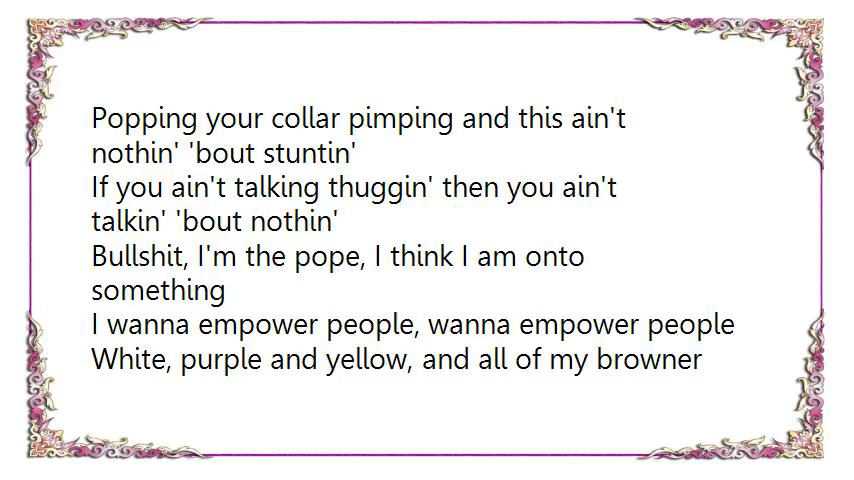 Popping your collar pimping and this ain't
nothin' 'bout stuntin'
If you ain't talking thuggin' then you ain't
talkin' 'bout nothin'
Bullshit, I'm the pope, I think I am onto
something
I wanna empower people, wanna empower people
White, purple and yellow, and all of my browner